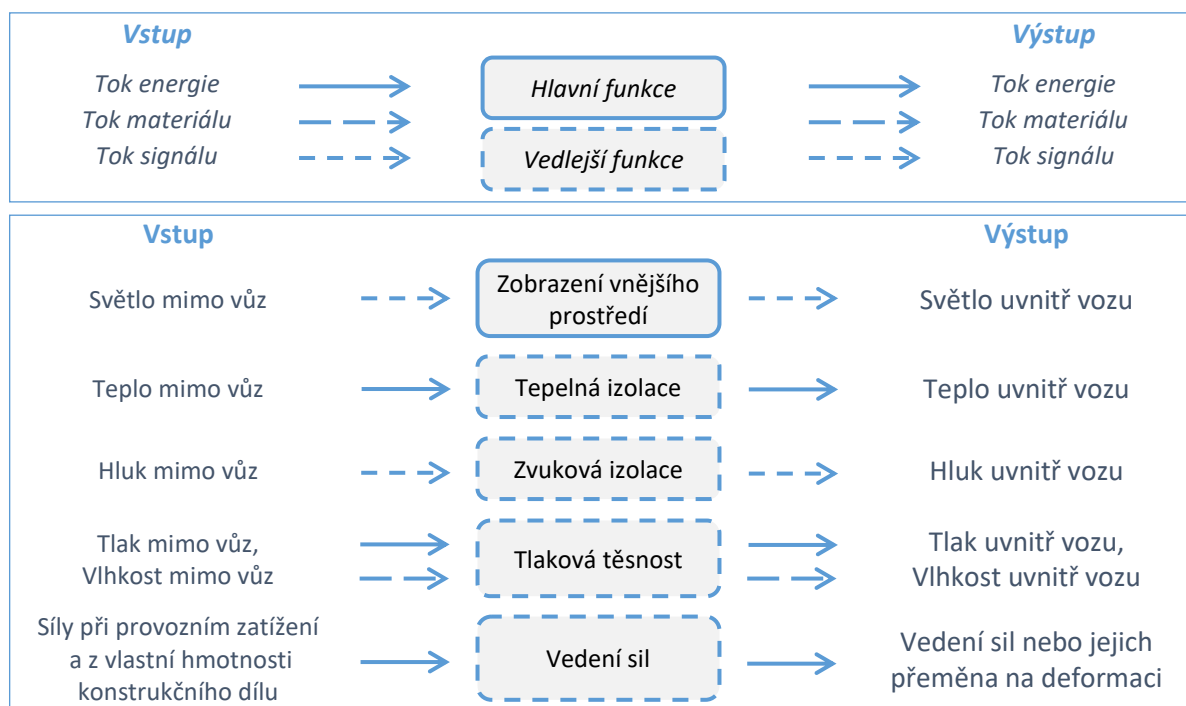 Vstup
Výstup
Tok energie
Hlavní funkce
Tok energie
Tok materiálu
Tok materiálu
Tok signálu
Vedlejší funkce
Tok signálu
Vstup
Výstup
Světlo mimo vůz
Zobrazení vnějšího
prostředí
Světlo uvnitř vozu
Teplo mimo vůz
Tepelná izolace
Teplo uvnitř vozu
Hluk mimo vůz
Zvuková izolace
Hluk uvnitř vozu
Tlak mimo vůz,
Vlhkost mimo vůz
Tlaková těsnost
Tlak uvnitř vozu,
Vlhkost uvnitř vozu
Síly při provozním zatížení
a z vlastní hmotnosti
konstrukčního dílu
Vedení sil
Vedení sil nebo jejich
přeměna na deformaci